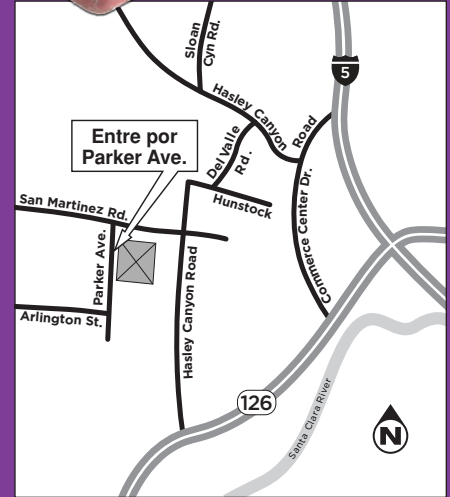 Sloan
Cyn Rd.
5
Hasley Canyon
Road
Entre por
Parker Ave.
Del Valle
Rd.
Hunstock
San Martinez Rd.
Commerce Center Dr.
Parker Ave.
Hasley Canyon Road
Arlington St.
126
Santa Clara River
N